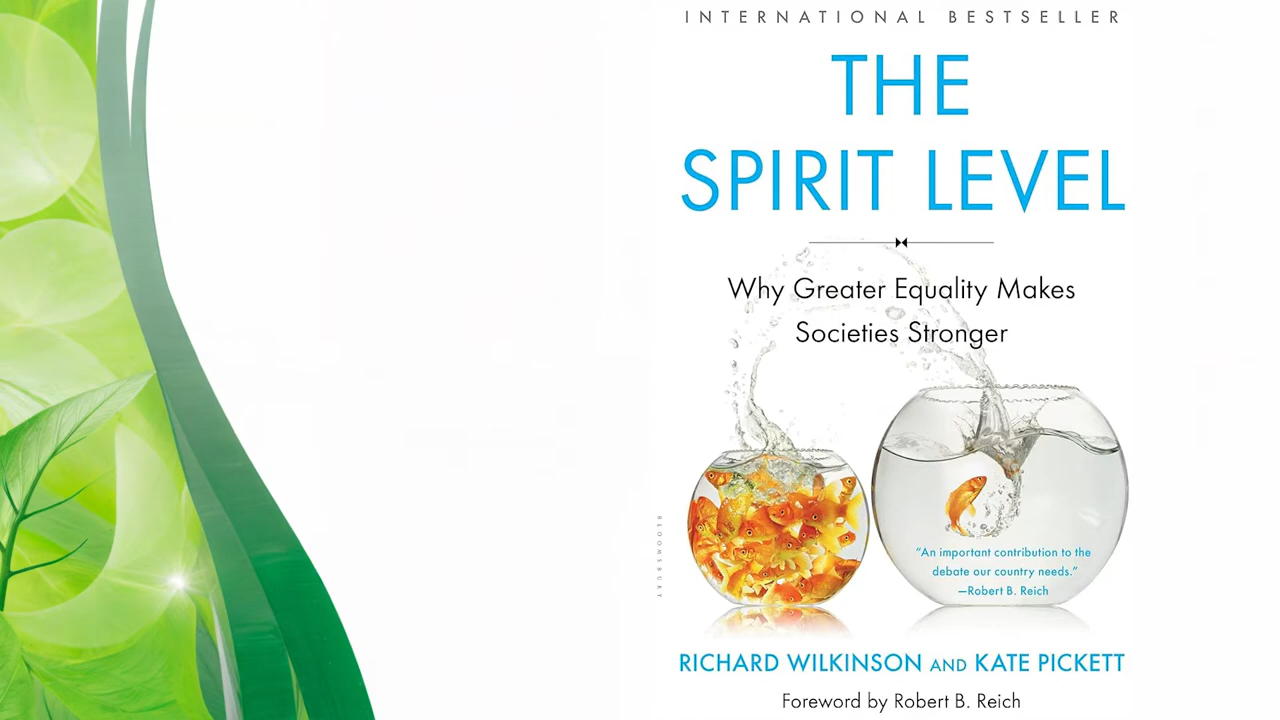 INTERNATIONAL BESTSELLER
THE
SPIRIT LEVEL
Why Greater Equality Makes
Societies Stronger
BLOOMSBURY
“An important contribution to the
debate our country needs.”
—Robert B. Reich
RICHARD WILKINSON AND KATE PICKETT
Foreword by Robert B. Reich